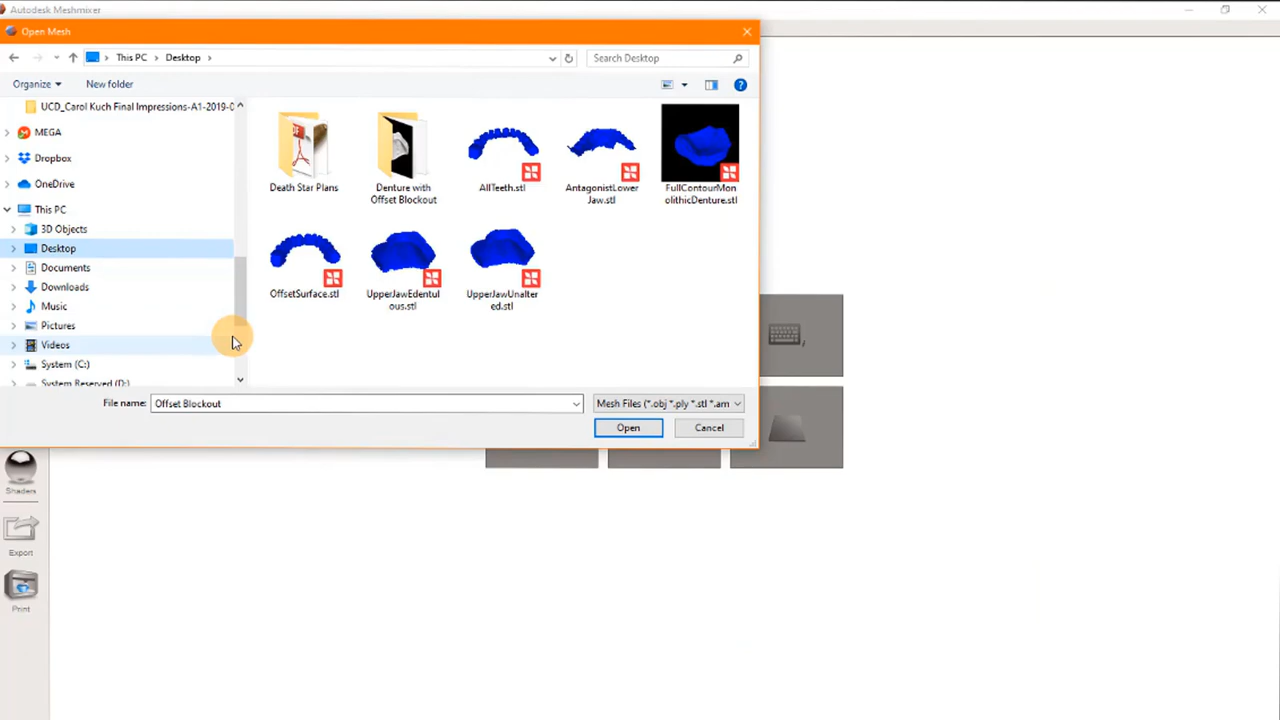 Autodesk Meshmixer
Open Mesh
This PC
Desktop
Search Desktop
Organize
New folder
UCD_Carol Kuch Final Impressions-A1-2019-0
MEGA
Dropbox
OneDrive
This PC
3D Objects
Desktop
Documents
Downloads
Music
Pictures
Videos
System (C:)
System Reserved (D:)
Death Star Plans
Denture with
Offset Blockout
AllTeeth.stl
AntagonistLower
Jaw.stl
FullContourMon
olithicDenture.stl
OffsetSurface.stl
UpperJawEdentul
ous.stl
UpperJawUnalter
ed.stl
File name:
Offset Blockout
Mesh Files (*.obj *.ply *.stl *.am
Open
Cancel
Shaders
Export
Print